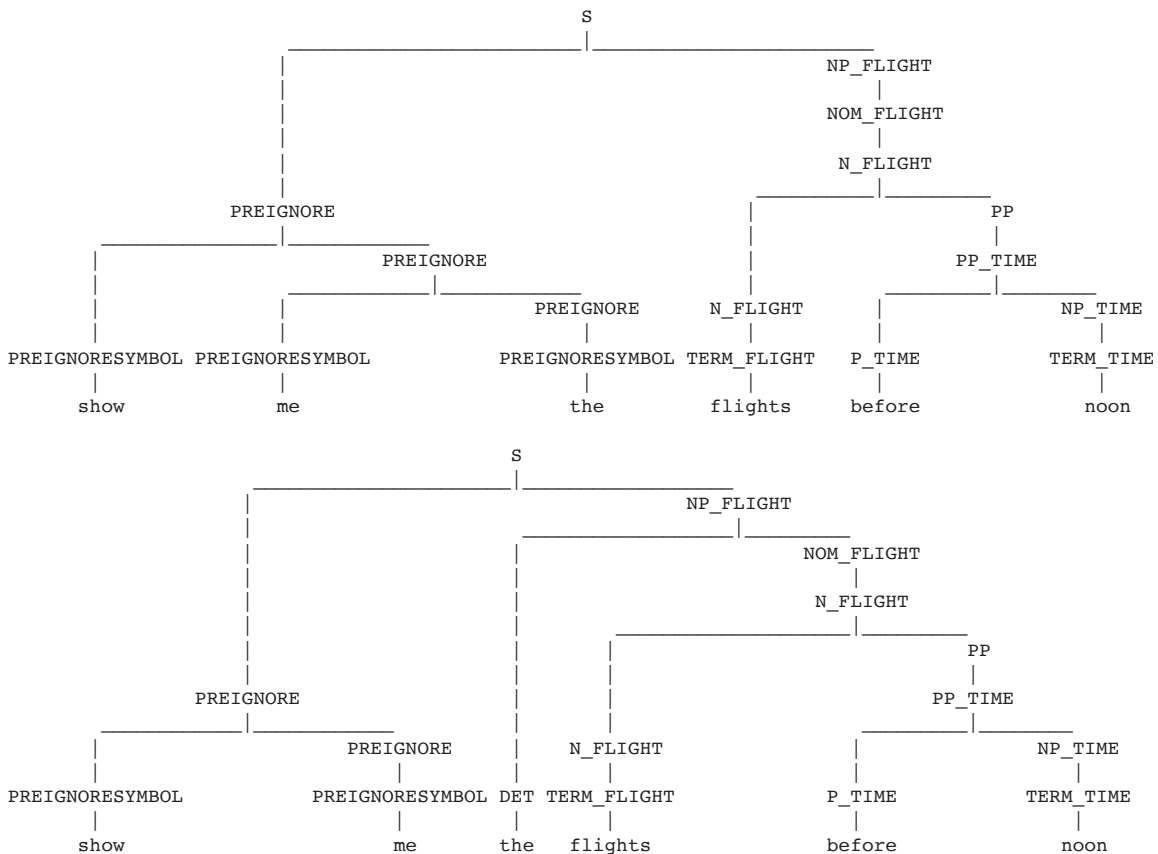 S
NP_FLIGHT
NOM_FLIGHT
N_FLIGHT
PREIGNORE PP
PREIGNORE PP_TIME
PREIGNORE N_FLIGHT NP_TIME
PREIGNORESYMBOL PREIGNORESYMBOL PREIGNORESYMBOL TERM_FLIGHT P_TIME TERM_TIME
show me the flights before noon
S
NP_FLIGHT
NOM_FLIGHT
N_FLIGHT
PP
PREIGNORE PP_TIME
PREIGNORE N_FLIGHT NP_TIME
PREIGNORESYMBOL PREIGNORESYMBOL DET TERM_FLIGHT P_TIME TERM_TIME
show me the flights before noon